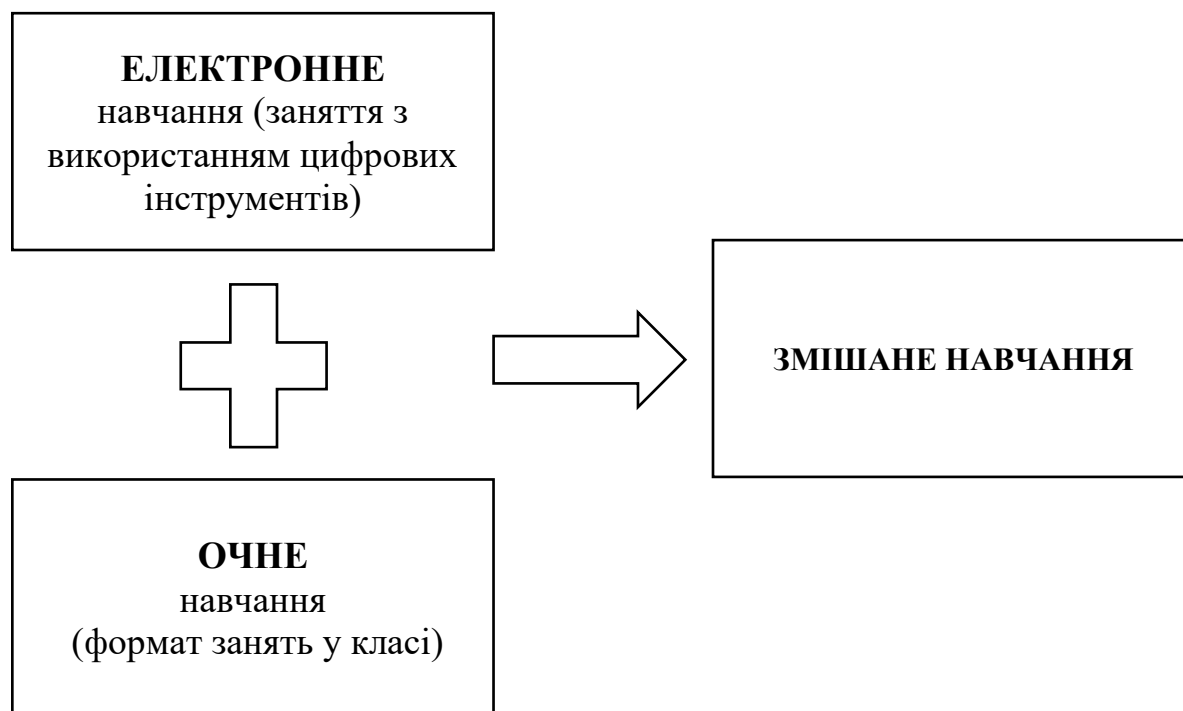 ЕЛЕКТРОННЕ
навчання (заняття з
використанням цифрових
інструментів)
ЗМІШАНЕ НАВЧАННЯ
ОЧНЕ
навчання
(формат занять у класі)